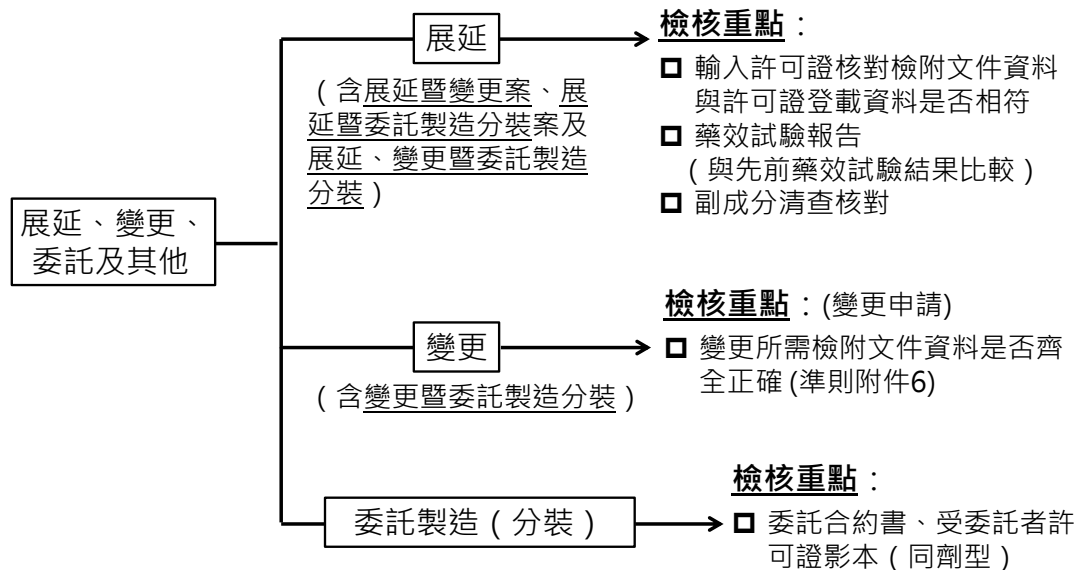 展延、變更、
委託及其他
展延
(含展延暨變更案、展
延暨委託製造分裝案及
展延、變更暨委託製造
分裝)
檢核重點:
輸入許可證核對檢附文件資料
與許可證登載資料是否相符
藥效試驗報告
(與先前藥效試驗結果比較)
副成分清查核對
變更
(含變更暨委託製造分裝)
檢核重點:(變更申請)
變更所需檢附文件資料是否齊
全正確(準則附件6)
委託製造(分裝)
檢核重點:
委託合約書、受委託者許
可證影本(同劑型)